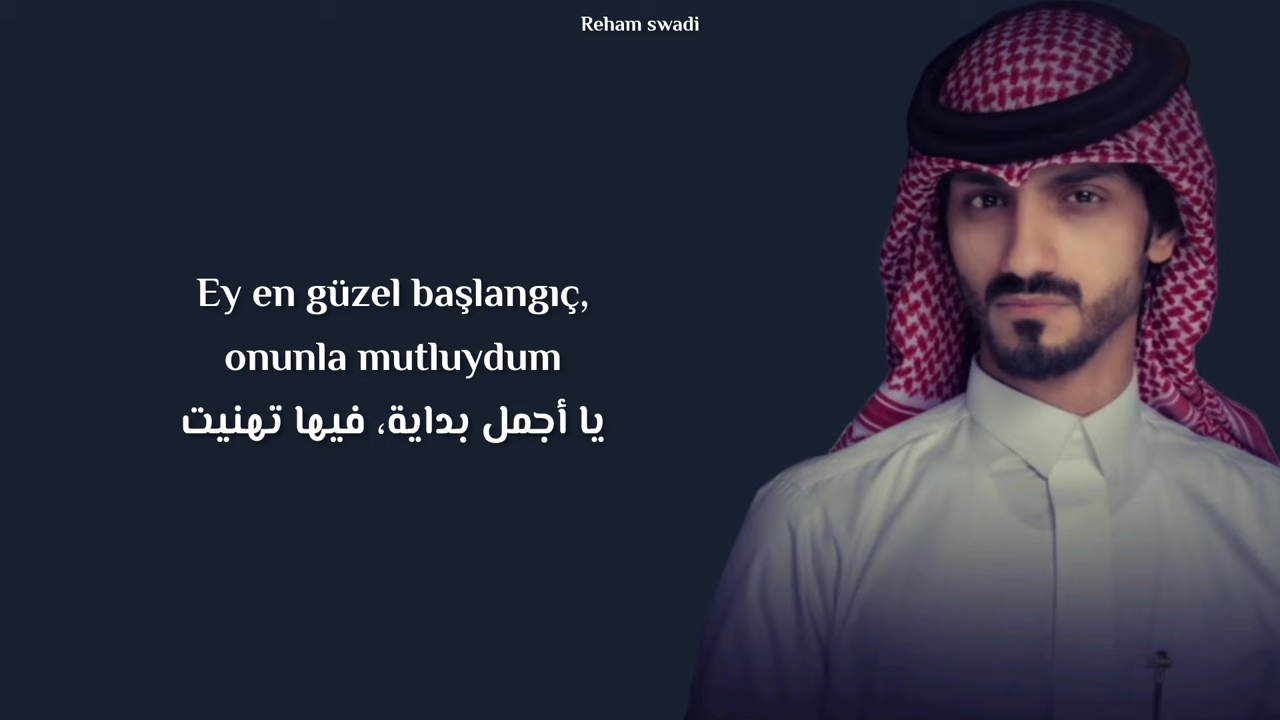 Reham swadi
Ey en güzel başlangıç,
onunla mutluydum
يا أجمل بداية، فيها تهنيت